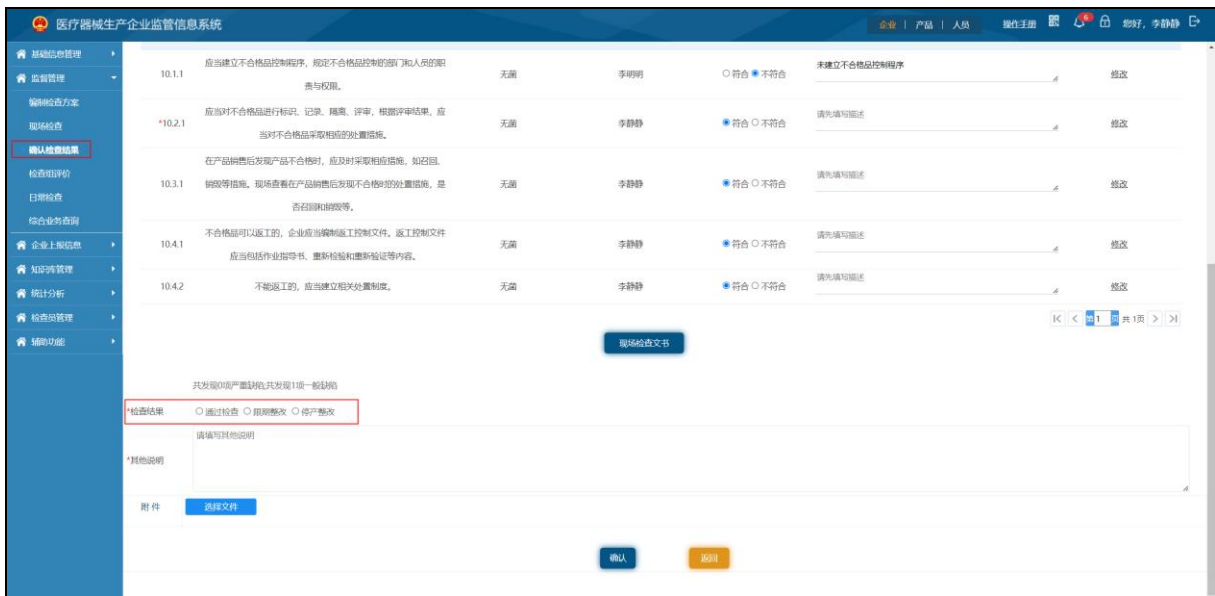 医疗器械生产企业监管信息系统
企业 | 产品 | 人员
操作手册
6
您好，李静静
基础信息管理
监督管理
编制检查方案
现场检查
确认检查结果
检查组评价
日常检查
综合业务查询
企业上报信息
知识库管理
统计分析
检查员管理
辅助功能
10.1.1 应当建立不合格品控制程序，规定不合格品控制的部门和人员的职 无菌 李明明 符合 不符合 未建立不合格品控制程序 修改
责与权限。
*10.2.1 应当对不合格品进行标识、记录、隔离、评审，根据评审结果，应 无菌 李静静 符合 不符合 请先填写描述 修改
当对不合格品采取相应的处置措施。
在产品销售后发现产品不合格时，应及时采取相应措施，如召回、
10.3.1 销毁等措施。现场查看在产品销售后发现不合格时的处置措施，是 无菌 李静静 符合 不符合 请先填写描述 修改
否召回和销毁等。
10.4.1 不合格品可以返工的，企业应当编制返工控制文件。返工控制文件 无菌 李静静 符合 不符合 请先填写描述 修改
应当包括作业指导书、重新检验和重新验证等内容。
10.4.2 不能返工的，应当建立相关处置制度。 无菌 李静静 符合 不符合 请先填写描述 修改
第 1 页 共 1页
现场检查文书
共发现0项严重缺陷;共发现1项一般缺陷
*检查结果 通过检查 限期整改 停产整改
*其他说明 请填写其他说明
附 件 选择文件
确认 返回